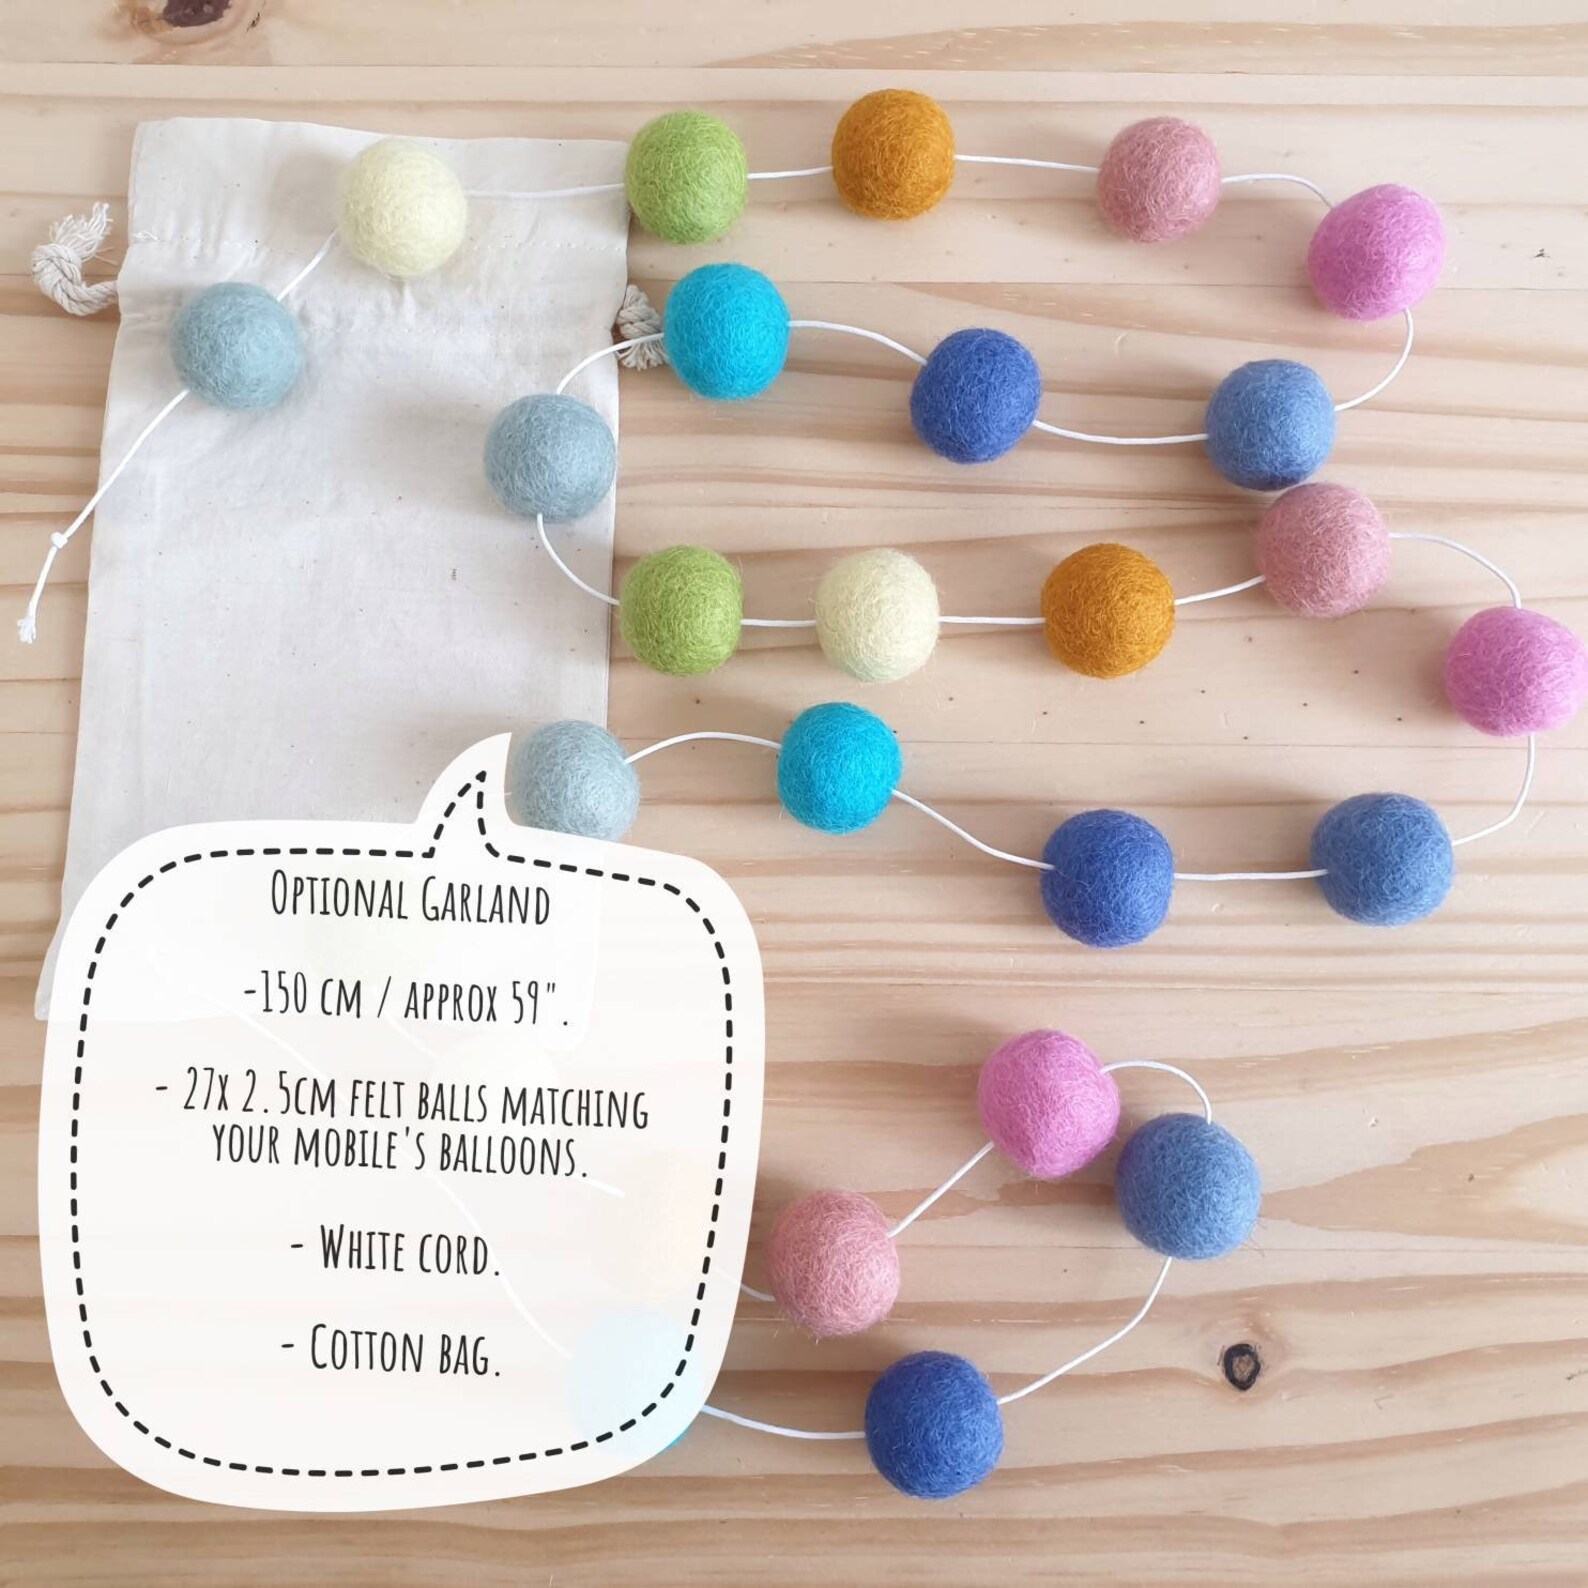 Optional Garland
-150 cm / approx 59".
- 27x 2.5cm felt balls matching
your mobile's balloons.
- White cord.
- Cotton bag.